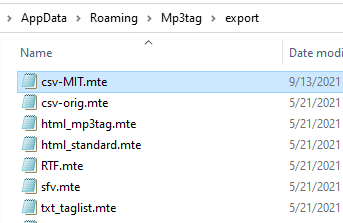 > AppData > Roaming > Mp3tag > export
Name Date modi
csv-MIT.mte 9/13/2021
csv-orig.mte 5/21/2021
html_mp3tag.mte 5/21/2021
html_standard.mte 5/21/2021
RTF.mte 5/21/2021
sfv.mte 5/21/2021
txt_taglist.mte 5/21/2021